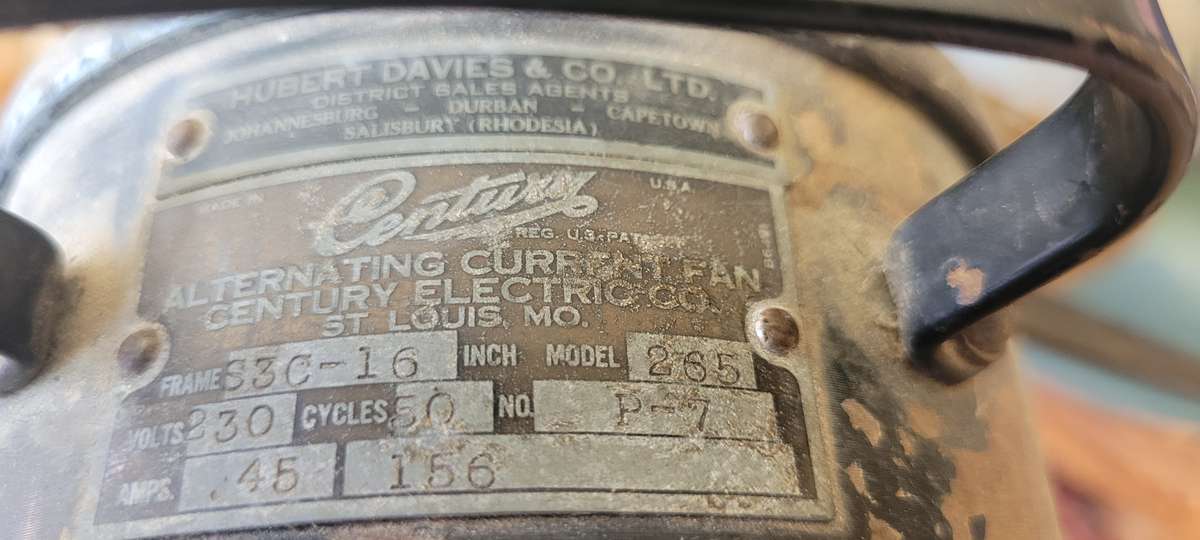 HUBERT DAVIES & CO. LTD.
DISTRICT SALES AGENTS
JOHANNESBURG - DURBAN - CAPETOWN
SALISBURY (RHODESIA)
MADE IN Century U.S.A.
REG. U.S. PAT.
ALTERNATING CURRENT FAN
CENTURY ELECTRIC CO.
ST. LOUIS, MO.
FRAME S3C-16 INCH MODEL 265
VOLTS 230 CYCLES 50 NO. P-7
AMPS. .45 156